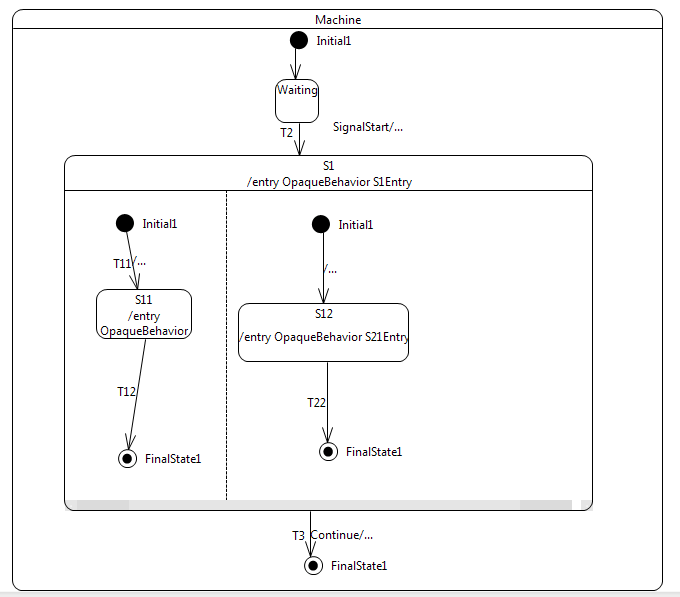 Machine
Initial1
Waiting
T2
SignalStart/...
S1
/entry OpaqueBehavior S1Entry
Initial1
Initial1
T11/...
/...
S11
/entry
OpaqueBehavior
S12
/entry OpaqueBehavior S21Entry
T12
T22
FinalState1
FinalState1
T3
Continue/...
FinalState1